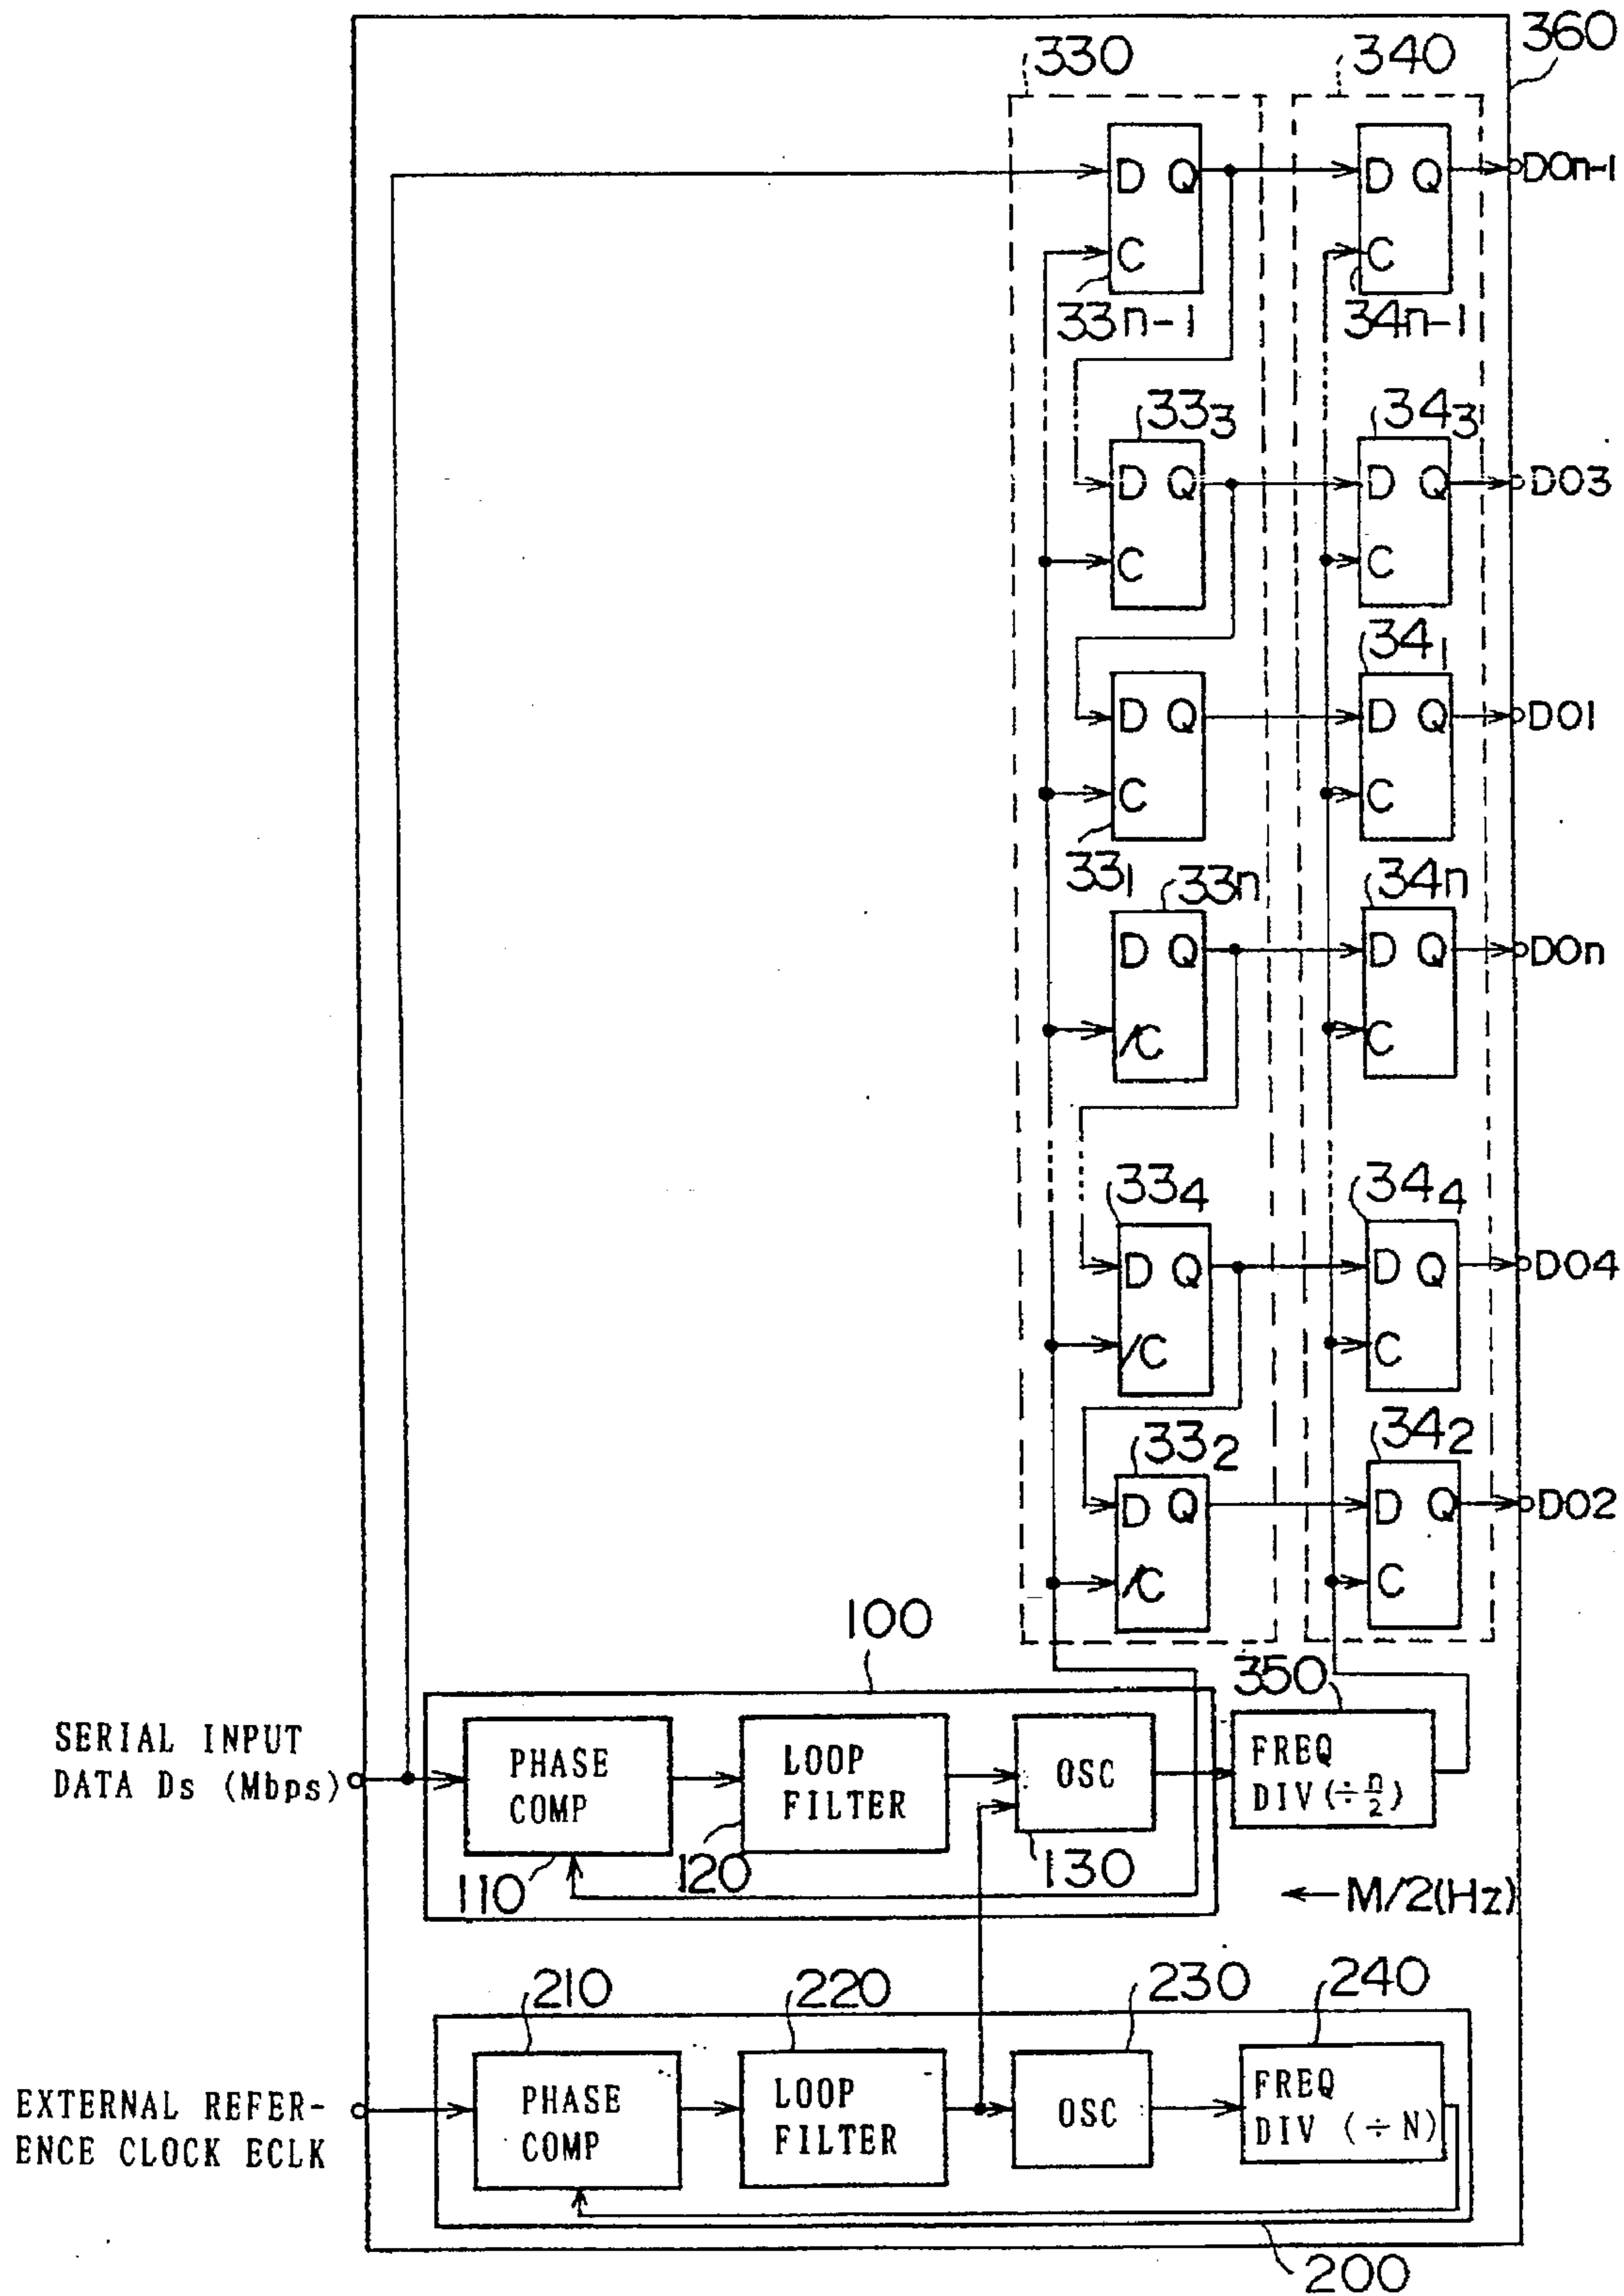 360
330
340
D Q
D Q
DOn-1
C
C
33n-1
34n-1
333
343
D Q
D Q
DO3
C
C
341
D Q
D Q
DO1
C
C
331
33n
34n
D Q
D Q
DOn
/C
C
334
344
D Q
D Q
DO4
/C
C
332
342
D Q
D Q
DO2
/C
C
100
350
SERIAL INPUT
DATA Ds (Mbps)
PHASE
COMP
LOOP
FILTER
OSC
FREQ
DIV (÷ n/2)
110
120
130
← M/2(Hz)
210
220
230
240
EXTERNAL REFER-
ENCE CLOCK ECLK
PHASE
COMP
LOOP
FILTER
OSC
FREQ
DIV (÷ N)
200